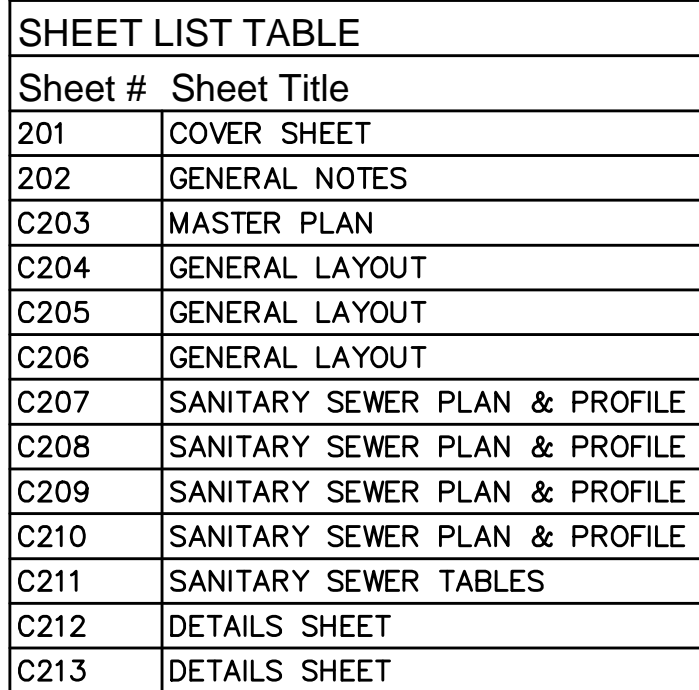 SHEET LIST TABLE
Sheet # Sheet Title
201 COVER SHEET
202 GENERAL NOTES
C203 MASTER PLAN
C204 GENERAL LAYOUT
C205 GENERAL LAYOUT
C206 GENERAL LAYOUT
C207 SANITARY SEWER PLAN & PROFILE
C208 SANITARY SEWER PLAN & PROFILE
C209 SANITARY SEWER PLAN & PROFILE
C210 SANITARY SEWER PLAN & PROFILE
C211 SANITARY SEWER TABLES
C212 DETAILS SHEET
C213 DETAILS SHEET